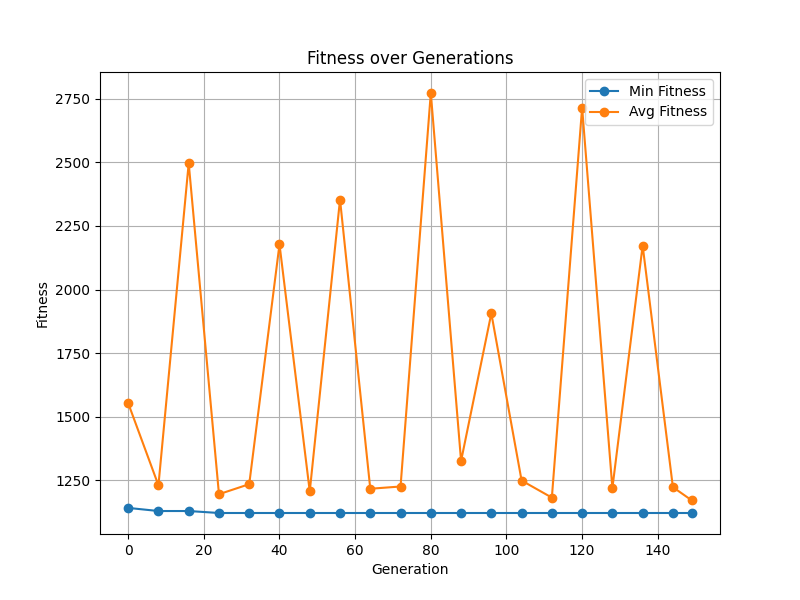 Fitness over Generations
Min Fitness
Avg Fitness
2750
2500
2250
2000
1750
1500
1250
Fitness
0 20 40 60 80 100 120 140
Generation